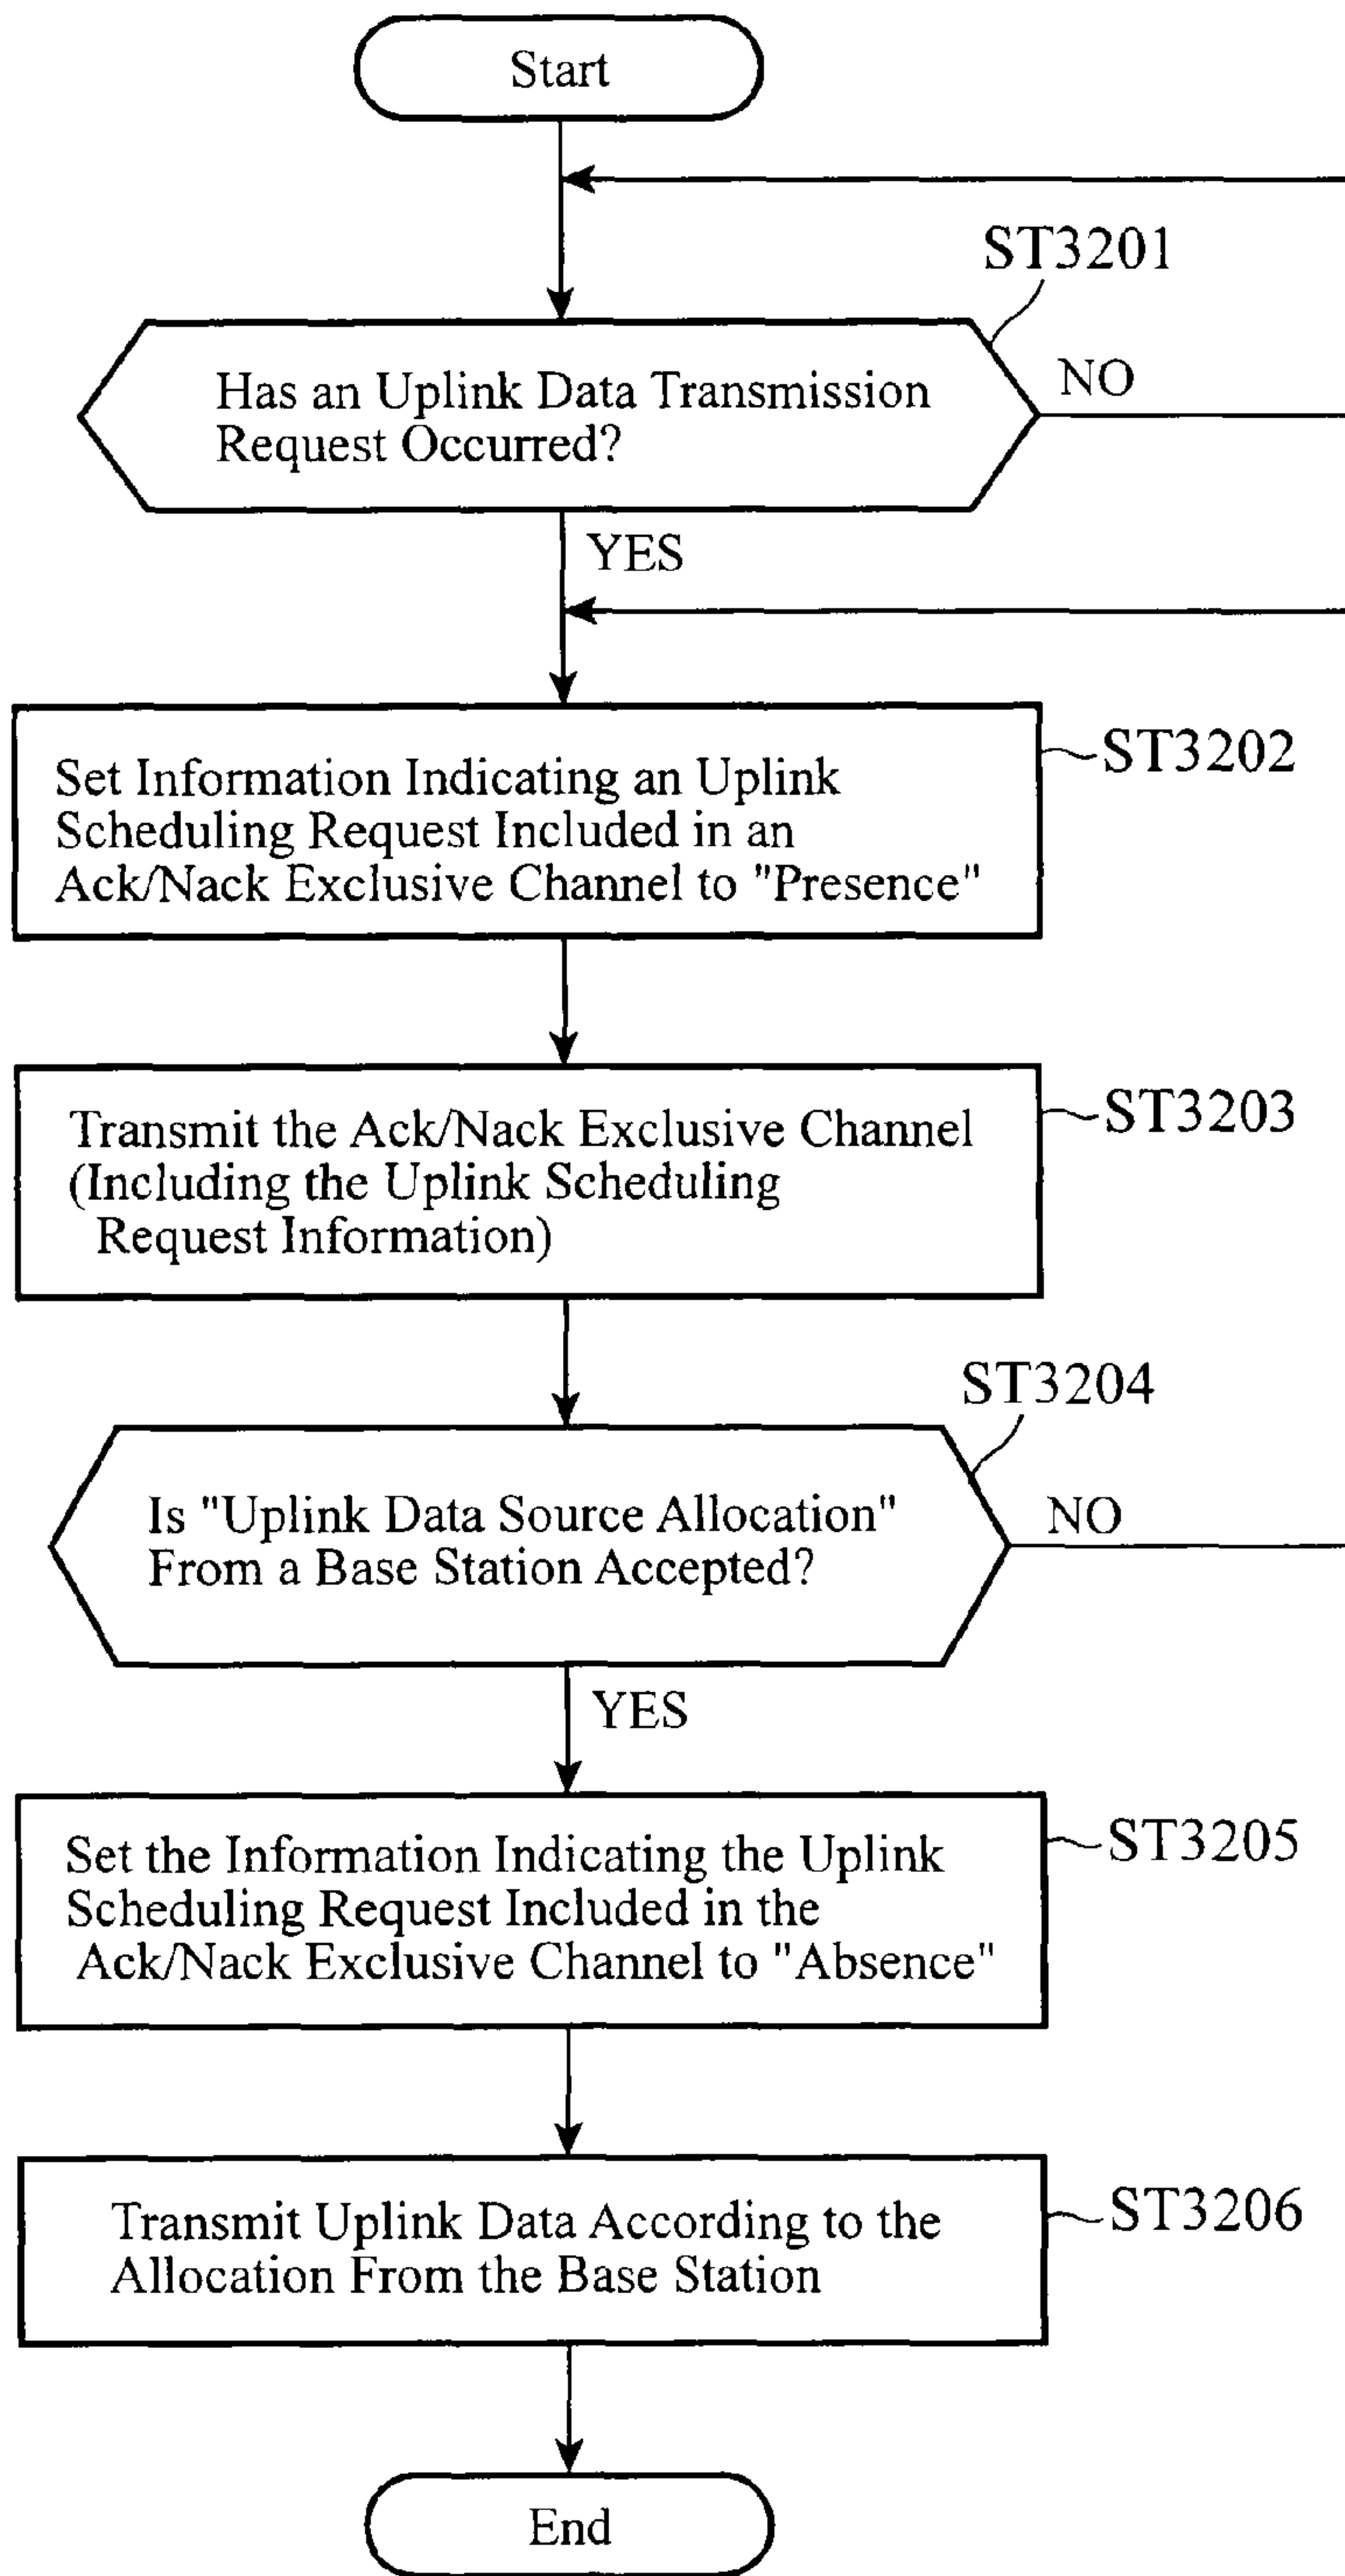 Start
ST3201
Has an Uplink Data Transmission
Request Occurred?
NO
YES
ST3202
Set Information Indicating an Uplink
Scheduling Request Included in an
Ack/Nack Exclusive Channel to "Presence"
ST3203
Transmit the Ack/Nack Exclusive Channel
(Including the Uplink Scheduling
Request Information)
ST3204
Is "Uplink Data Source Allocation"
From a Base Station Accepted?
NO
YES
ST3205
Set the Information Indicating the Uplink
Scheduling Request Included in the
Ack/Nack Exclusive Channel to "Absence"
ST3206
Transmit Uplink Data According to the
Allocation From the Base Station
End